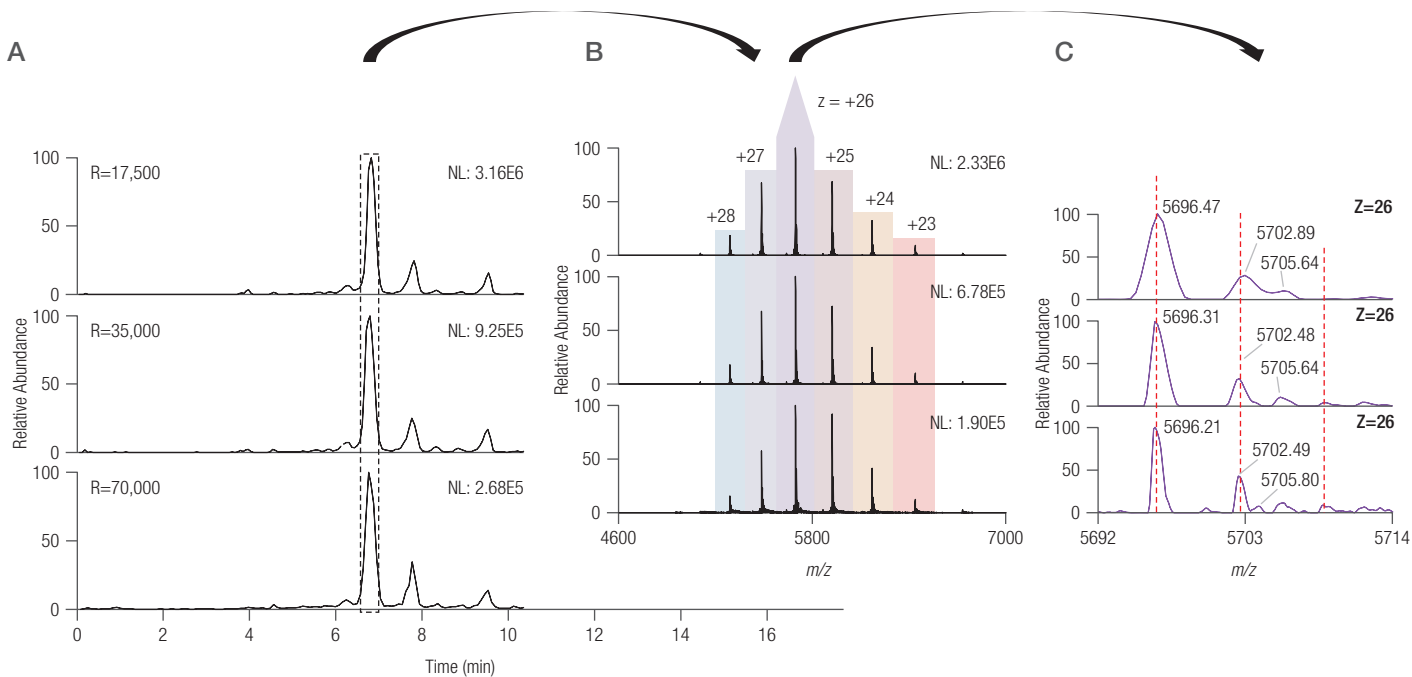 A
R=17,500
NL: 3.16E6
100
50
0
R=35,000
NL: 9.25E5
100
50
0
Relative Abundance
R=70,000
NL: 2.68E5
100
50
0
0 2 4 6 8 10 12 14 16
Time (min)
B
z = +26
+27
+25
+28
+24
+23
NL: 2.33E6
100
50
0
NL: 6.78E5
100
50
0
Relative Abundance
NL: 1.90E5
100
50
0
4600 5800 7000
m/z
C
Z=26
5696.47
5702.89
5705.64
100
50
0
Z=26
5696.31
5702.48
5705.64
100
50
0
Relative Abundance
Z=26
5696.21
5702.49
5705.80
100
50
0
5692 5703 5714
m/z